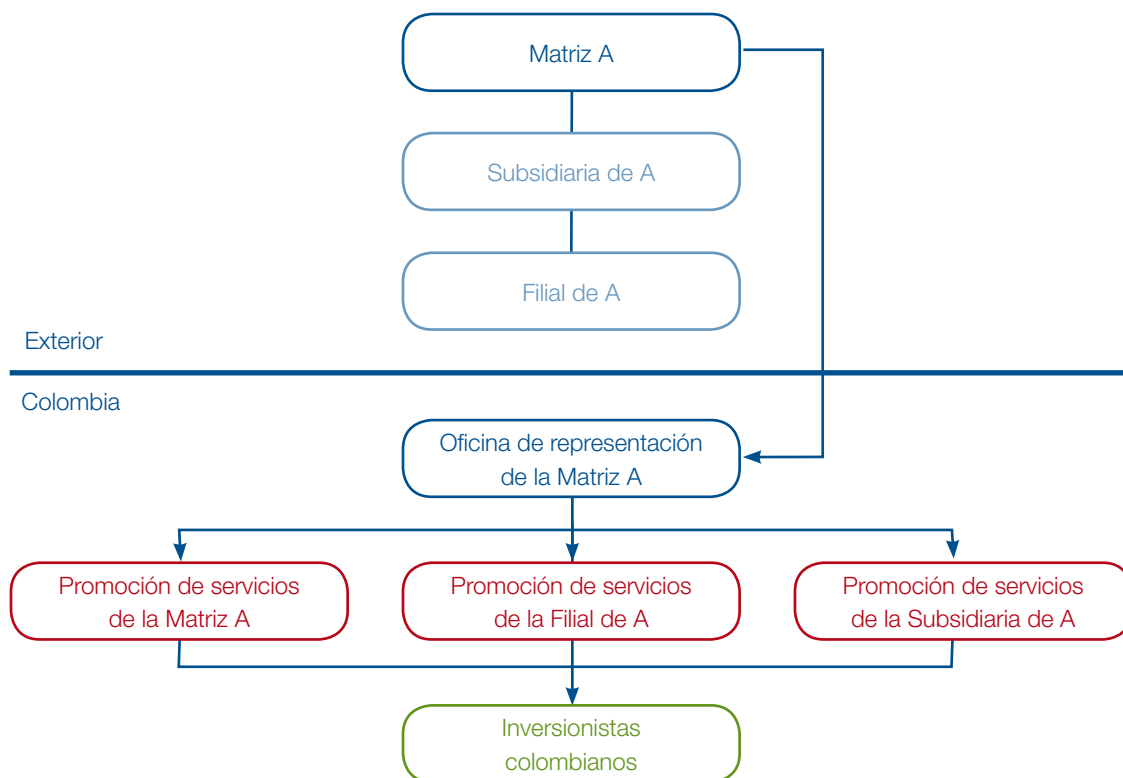 Matriz A
Subsidiaria de A
Filial de A
Exterior
Colombia
Oficina de representación
de la Matriz A
Promoción de servicios
de la Matriz A
Promoción de servicios
de la Filial de A
Promoción de servicios
de la Subsidiaria de A
Inversionistas
colombianos